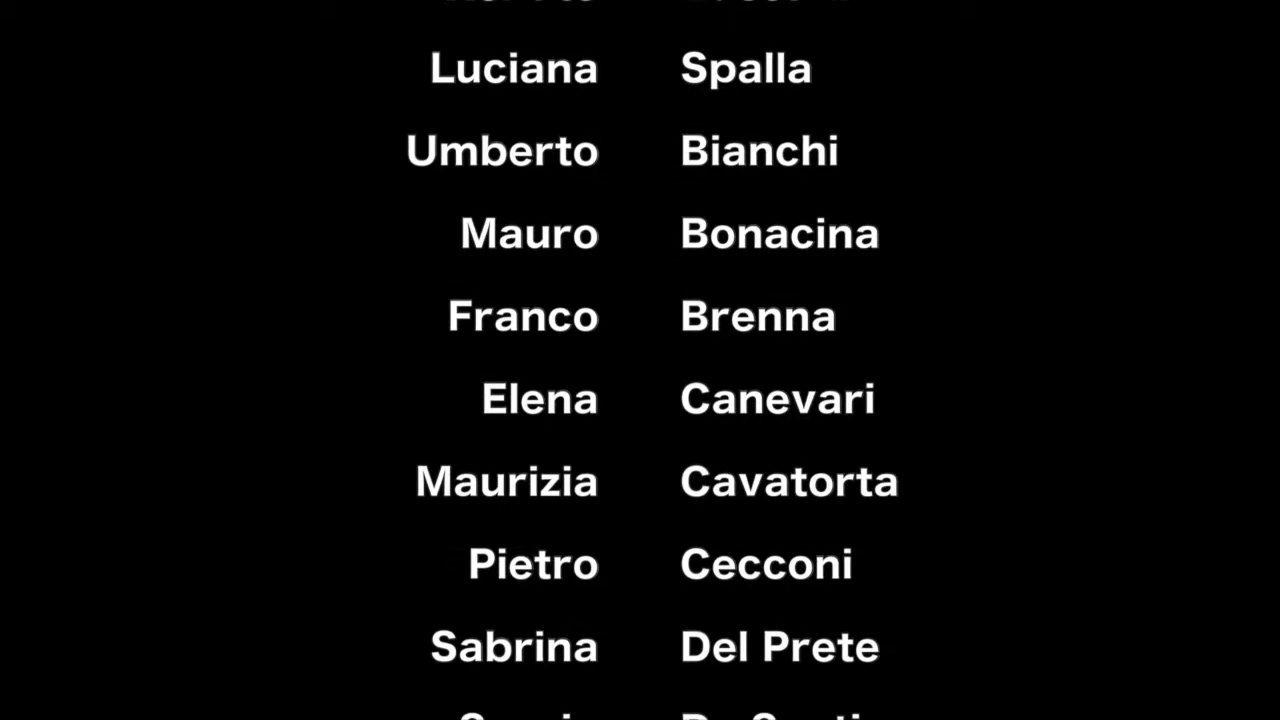 Luciana Spalla
Umberto Bianchi
Mauro Bonacina
Franco Brenna
Elena Canevari
Maurizia Cavatorta
Pietro Cecconi
Sabrina Del Prete